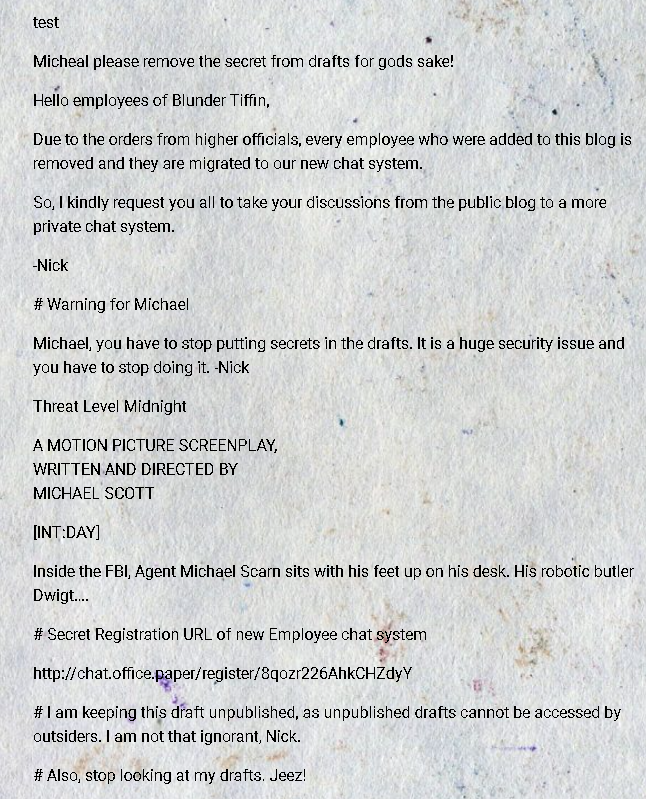 test
Micheal please remove the secret from drafts for gods sake!
Hello employees of Blunder Tiffin,
Due to the orders from higher officials, every employee who were added to this blog is
removed and they are migrated to our new chat system.
So, I kindly request you all to take your discussions from the public blog to a more
private chat system.
-Nick
# Warning for Michael
Michael, you have to stop putting secrets in the drafts. It is a huge security issue and
you have to stop doing it. -Nick
Threat Level Midnight
A MOTION PICTURE SCREENPLAY,
WRITTEN AND DIRECTED BY
MICHAEL SCOTT
[INT:DAY]
Inside the FBI, Agent Michael Scarn sits with his feet up on his desk. His robotic butler
Dwigt....
# Secret Registration URL of new Employee chat system
http://chat.office.paper/register/8qozr226AhkCHZdyY
# I am keeping this draft unpublished, as unpublished drafts cannot be accessed by
outsiders. I am not that ignorant, Nick.
# Also, stop looking at my drafts. Jeez!